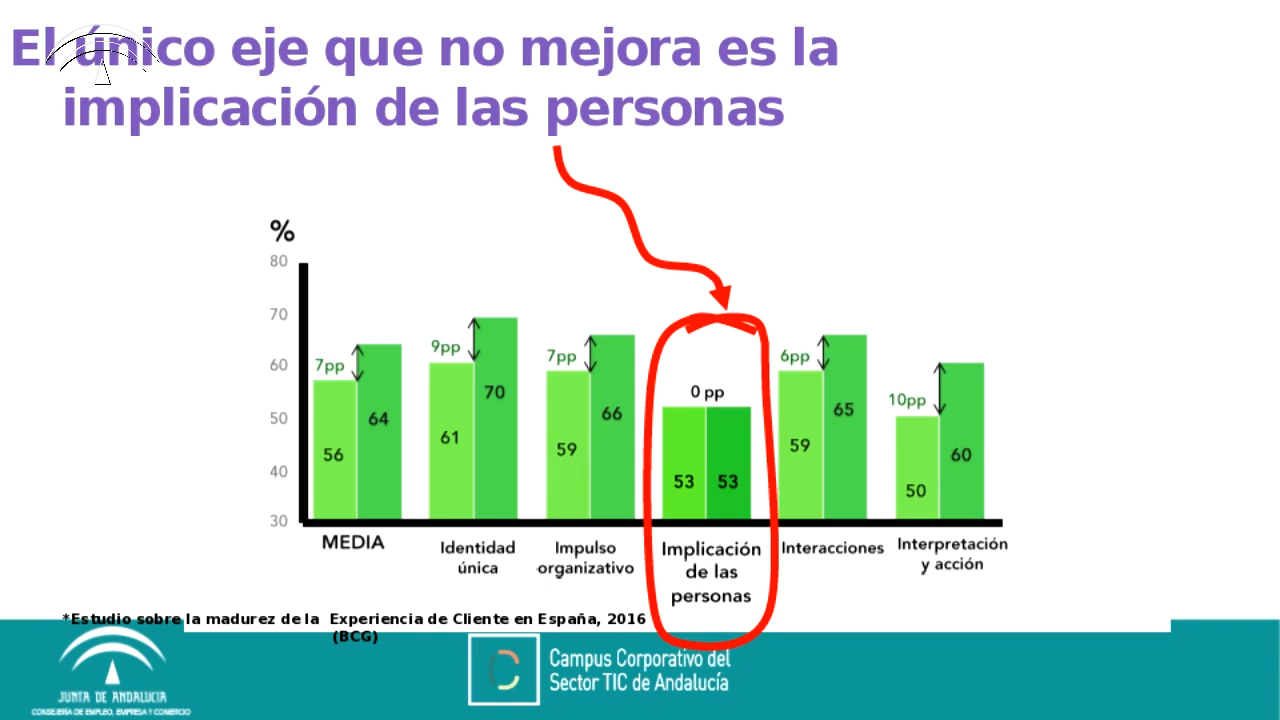 El único eje que no mejora es la
implicación de las personas
%
80
70
60
50
40
30
7pp
9pp
7pp
0 pp
6pp
10pp
56
64
61
70
59
66
53
53
59
65
50
60
MEDIA
Identidad
única
Impulso
organizativo
Implicación
de las
personas
Interacciones
Interpretación
y acción
*Estudio sobre la madurez de la Experiencia de Cliente en España, 2016
(BCG)
JUNTA DE ANDALUCIA
CONSEJERÍA DE EMPLEO, EMPRESA Y COMERCIO
Campus Corporativo del
Sector TIC de Andalucía